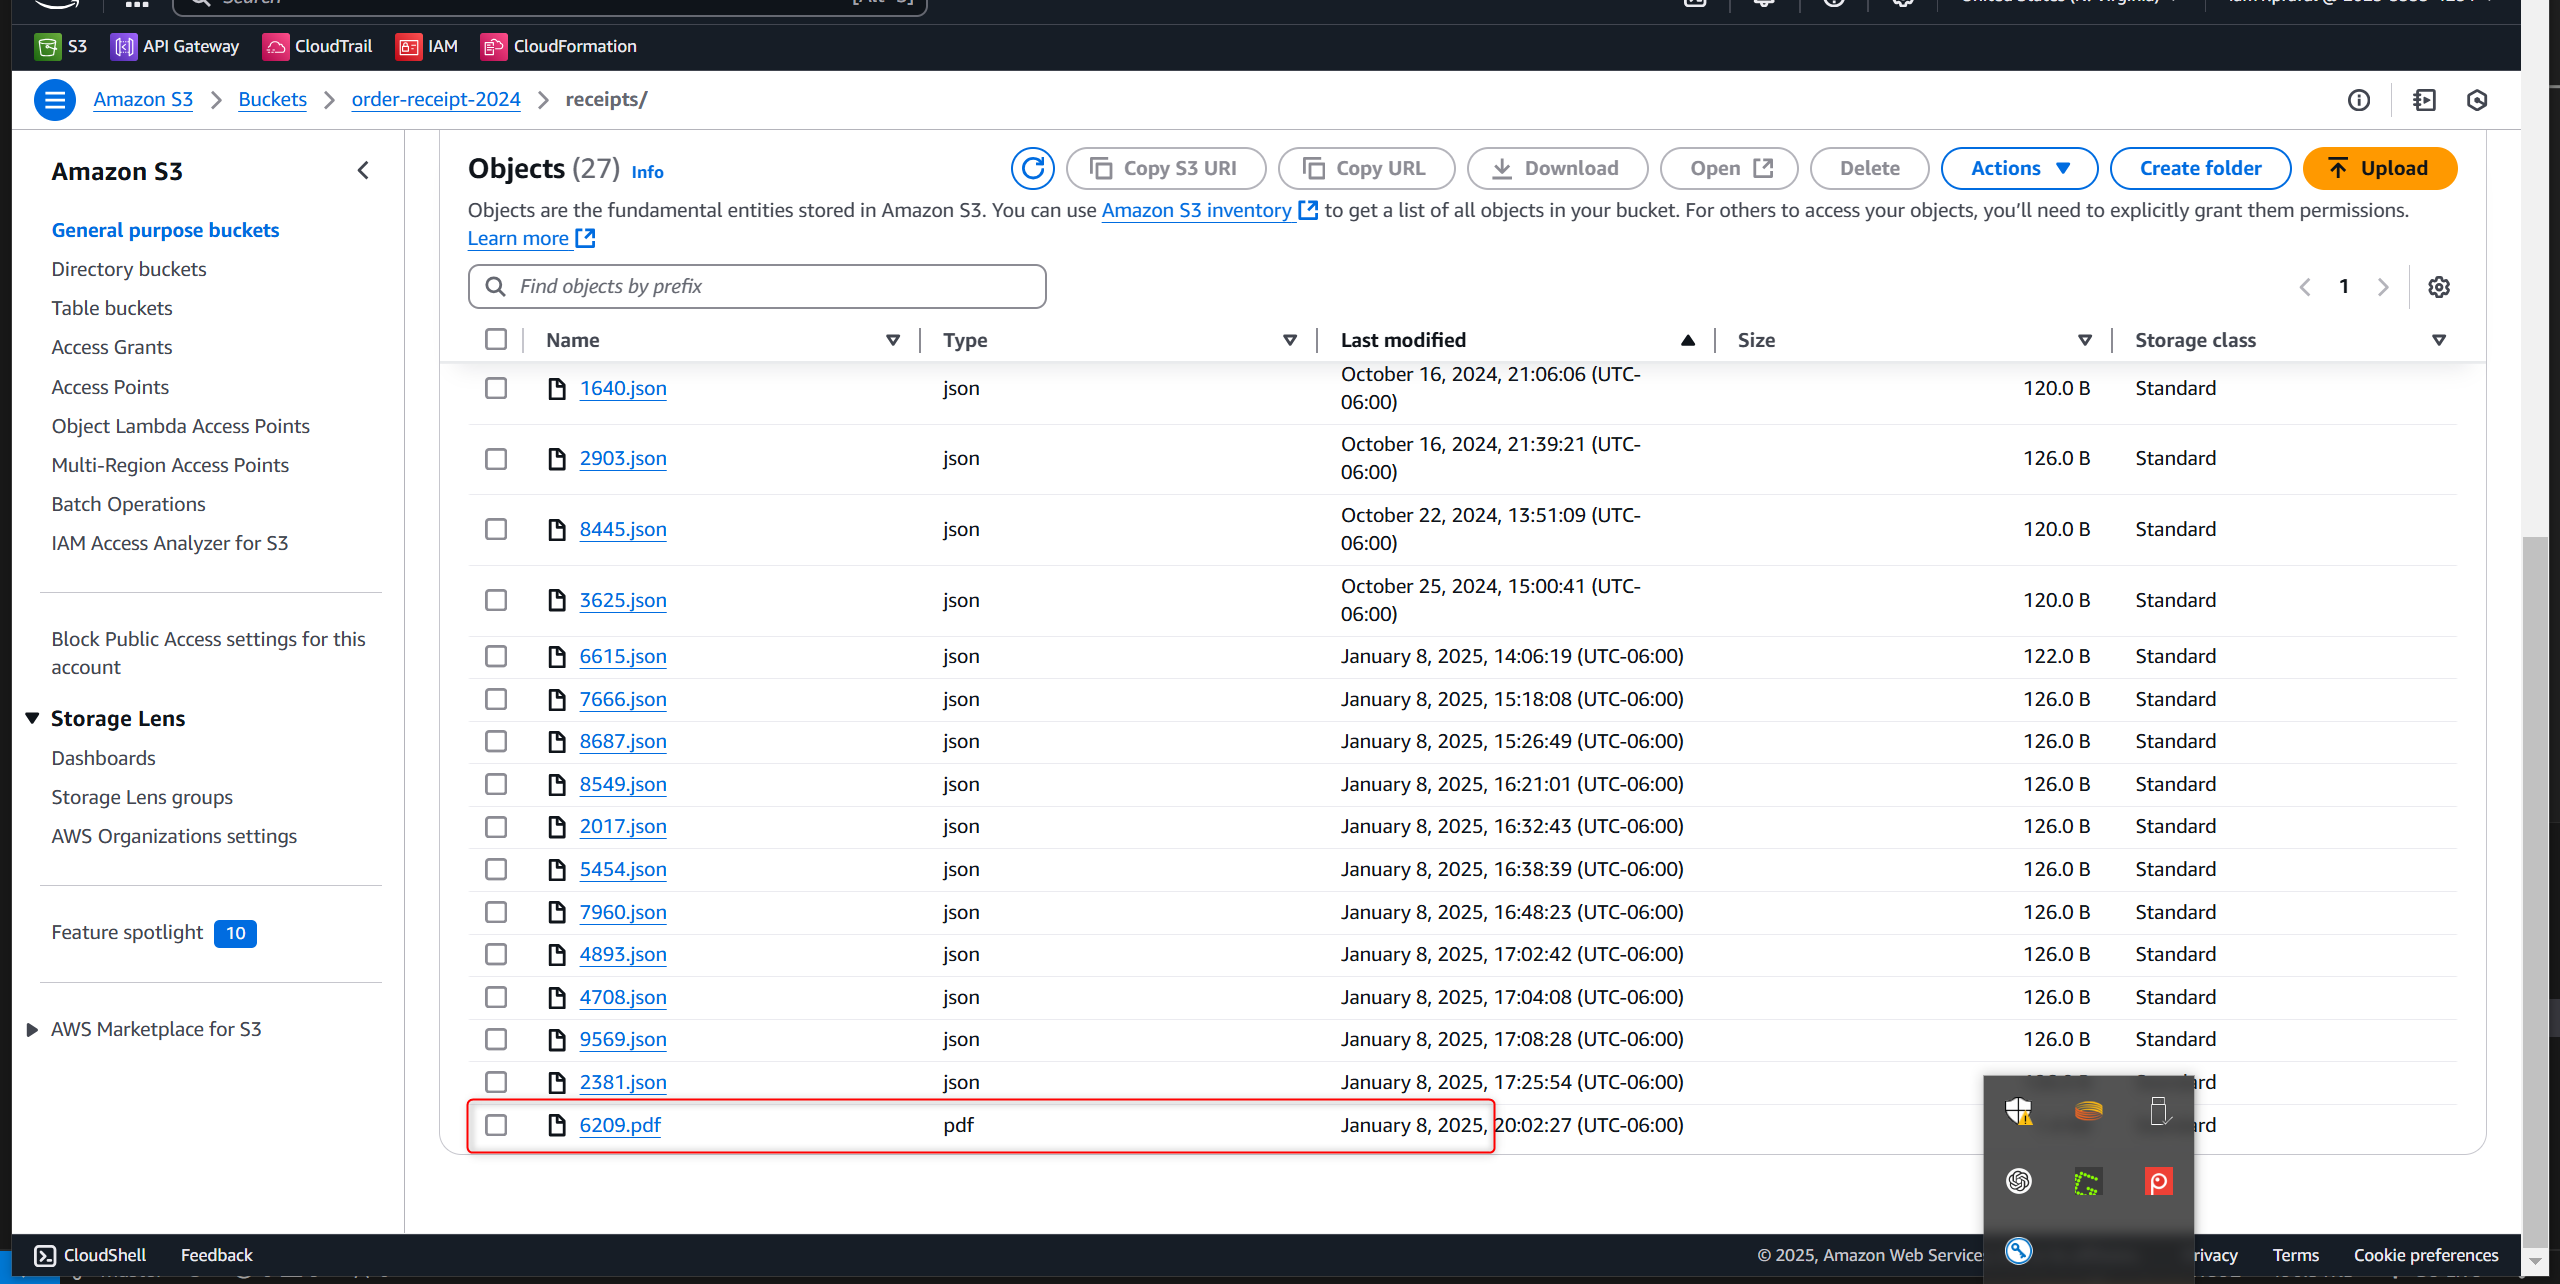 S3 API Gateway CloudTrail IAM CloudFormation
Amazon S3 Buckets order-receipt-2024 receipts/
Amazon S3
General purpose buckets
Directory buckets
Table buckets
Access Grants
Access Points
Object Lambda Access Points
Multi-Region Access Points
Batch Operations
IAM Access Analyzer for S3
Block Public Access settings for this
account
Storage Lens
Dashboards
Storage Lens groups
AWS Organizations settings
Feature spotlight 10
AWS Marketplace for S3
Objects (27) Info
Copy S3 URI Copy URL Download Open Delete Actions Create folder Upload
Objects are the fundamental entities stored in Amazon S3. You can use Amazon S3 inventory to get a list of all objects in your bucket. For others to access your objects, you’ll need to explicitly grant them permissions.
Learn more
Find objects by prefix
1
Name Type Last modified Size Storage class
1640.json json October 16, 2024, 21:06:06 (UTC-
06:00) 120.0 B Standard
2903.json json October 16, 2024, 21:39:21 (UTC-
06:00) 126.0 B Standard
8445.json json October 22, 2024, 13:51:09 (UTC-
06:00) 120.0 B Standard
3625.json json October 25, 2024, 15:00:41 (UTC-
06:00) 120.0 B Standard
6615.json json January 8, 2025, 14:06:19 (UTC-06:00) 122.0 B Standard
7666.json json January 8, 2025, 15:18:08 (UTC-06:00) 126.0 B Standard
8687.json json January 8, 2025, 15:26:49 (UTC-06:00) 126.0 B Standard
8549.json json January 8, 2025, 16:21:01 (UTC-06:00) 126.0 B Standard
2017.json json January 8, 2025, 16:32:43 (UTC-06:00) 126.0 B Standard
5454.json json January 8, 2025, 16:38:39 (UTC-06:00) 126.0 B Standard
7960.json json January 8, 2025, 16:48:23 (UTC-06:00) 126.0 B Standard
4893.json json January 8, 2025, 17:02:42 (UTC-06:00) 126.0 B Standard
4708.json json January 8, 2025, 17:04:08 (UTC-06:00) 126.0 B Standard
9569.json json January 8, 2025, 17:08:28 (UTC-06:00) 126.0 B Standard
2381.json json January 8, 2025, 17:25:54 (UTC-06:00)
6209.pdf pdf January 8, 2025, 20:02:27 (UTC-06:00)
CloudShell Feedback © 2025, Amazon Web Service Terms Cookie preferences